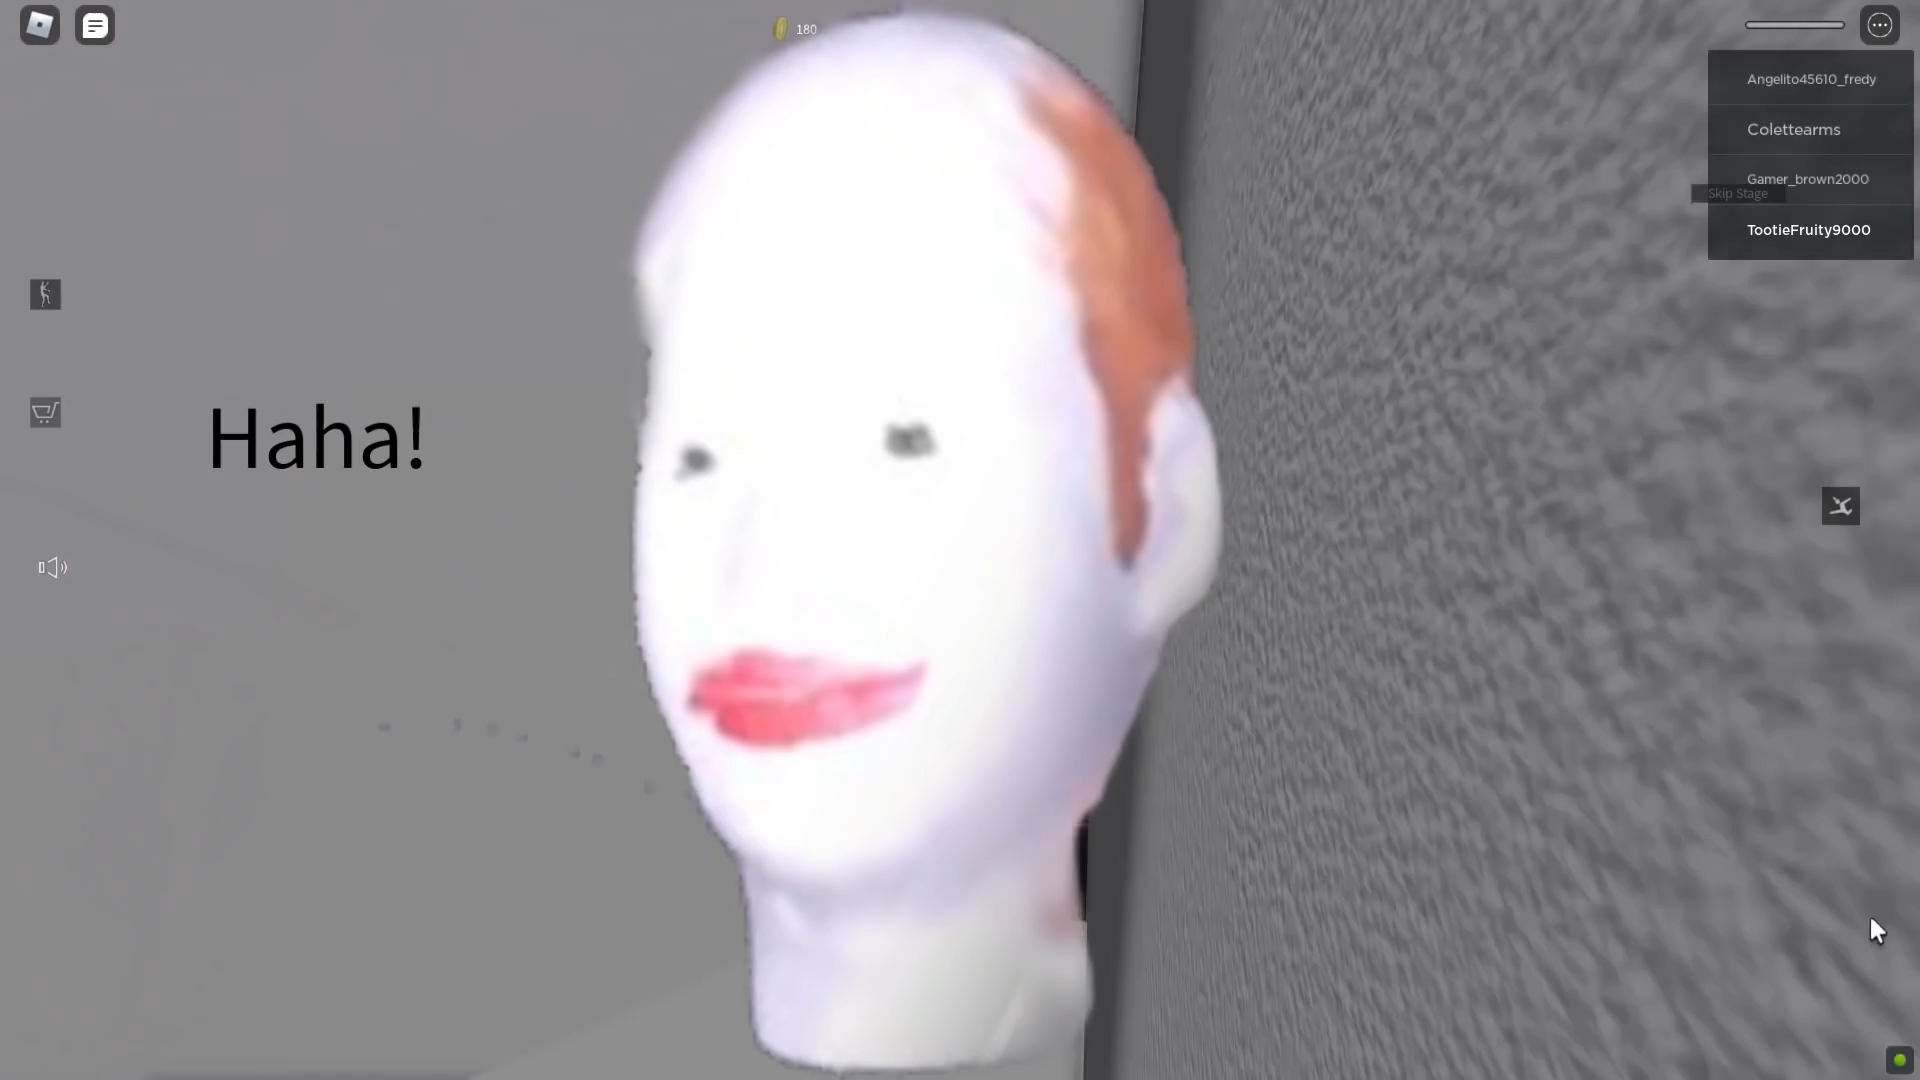 180
Angelito45610_fredy
Colettearms
Gamer_brown2000
Skip Stage
TootieFruity9000
Haha!